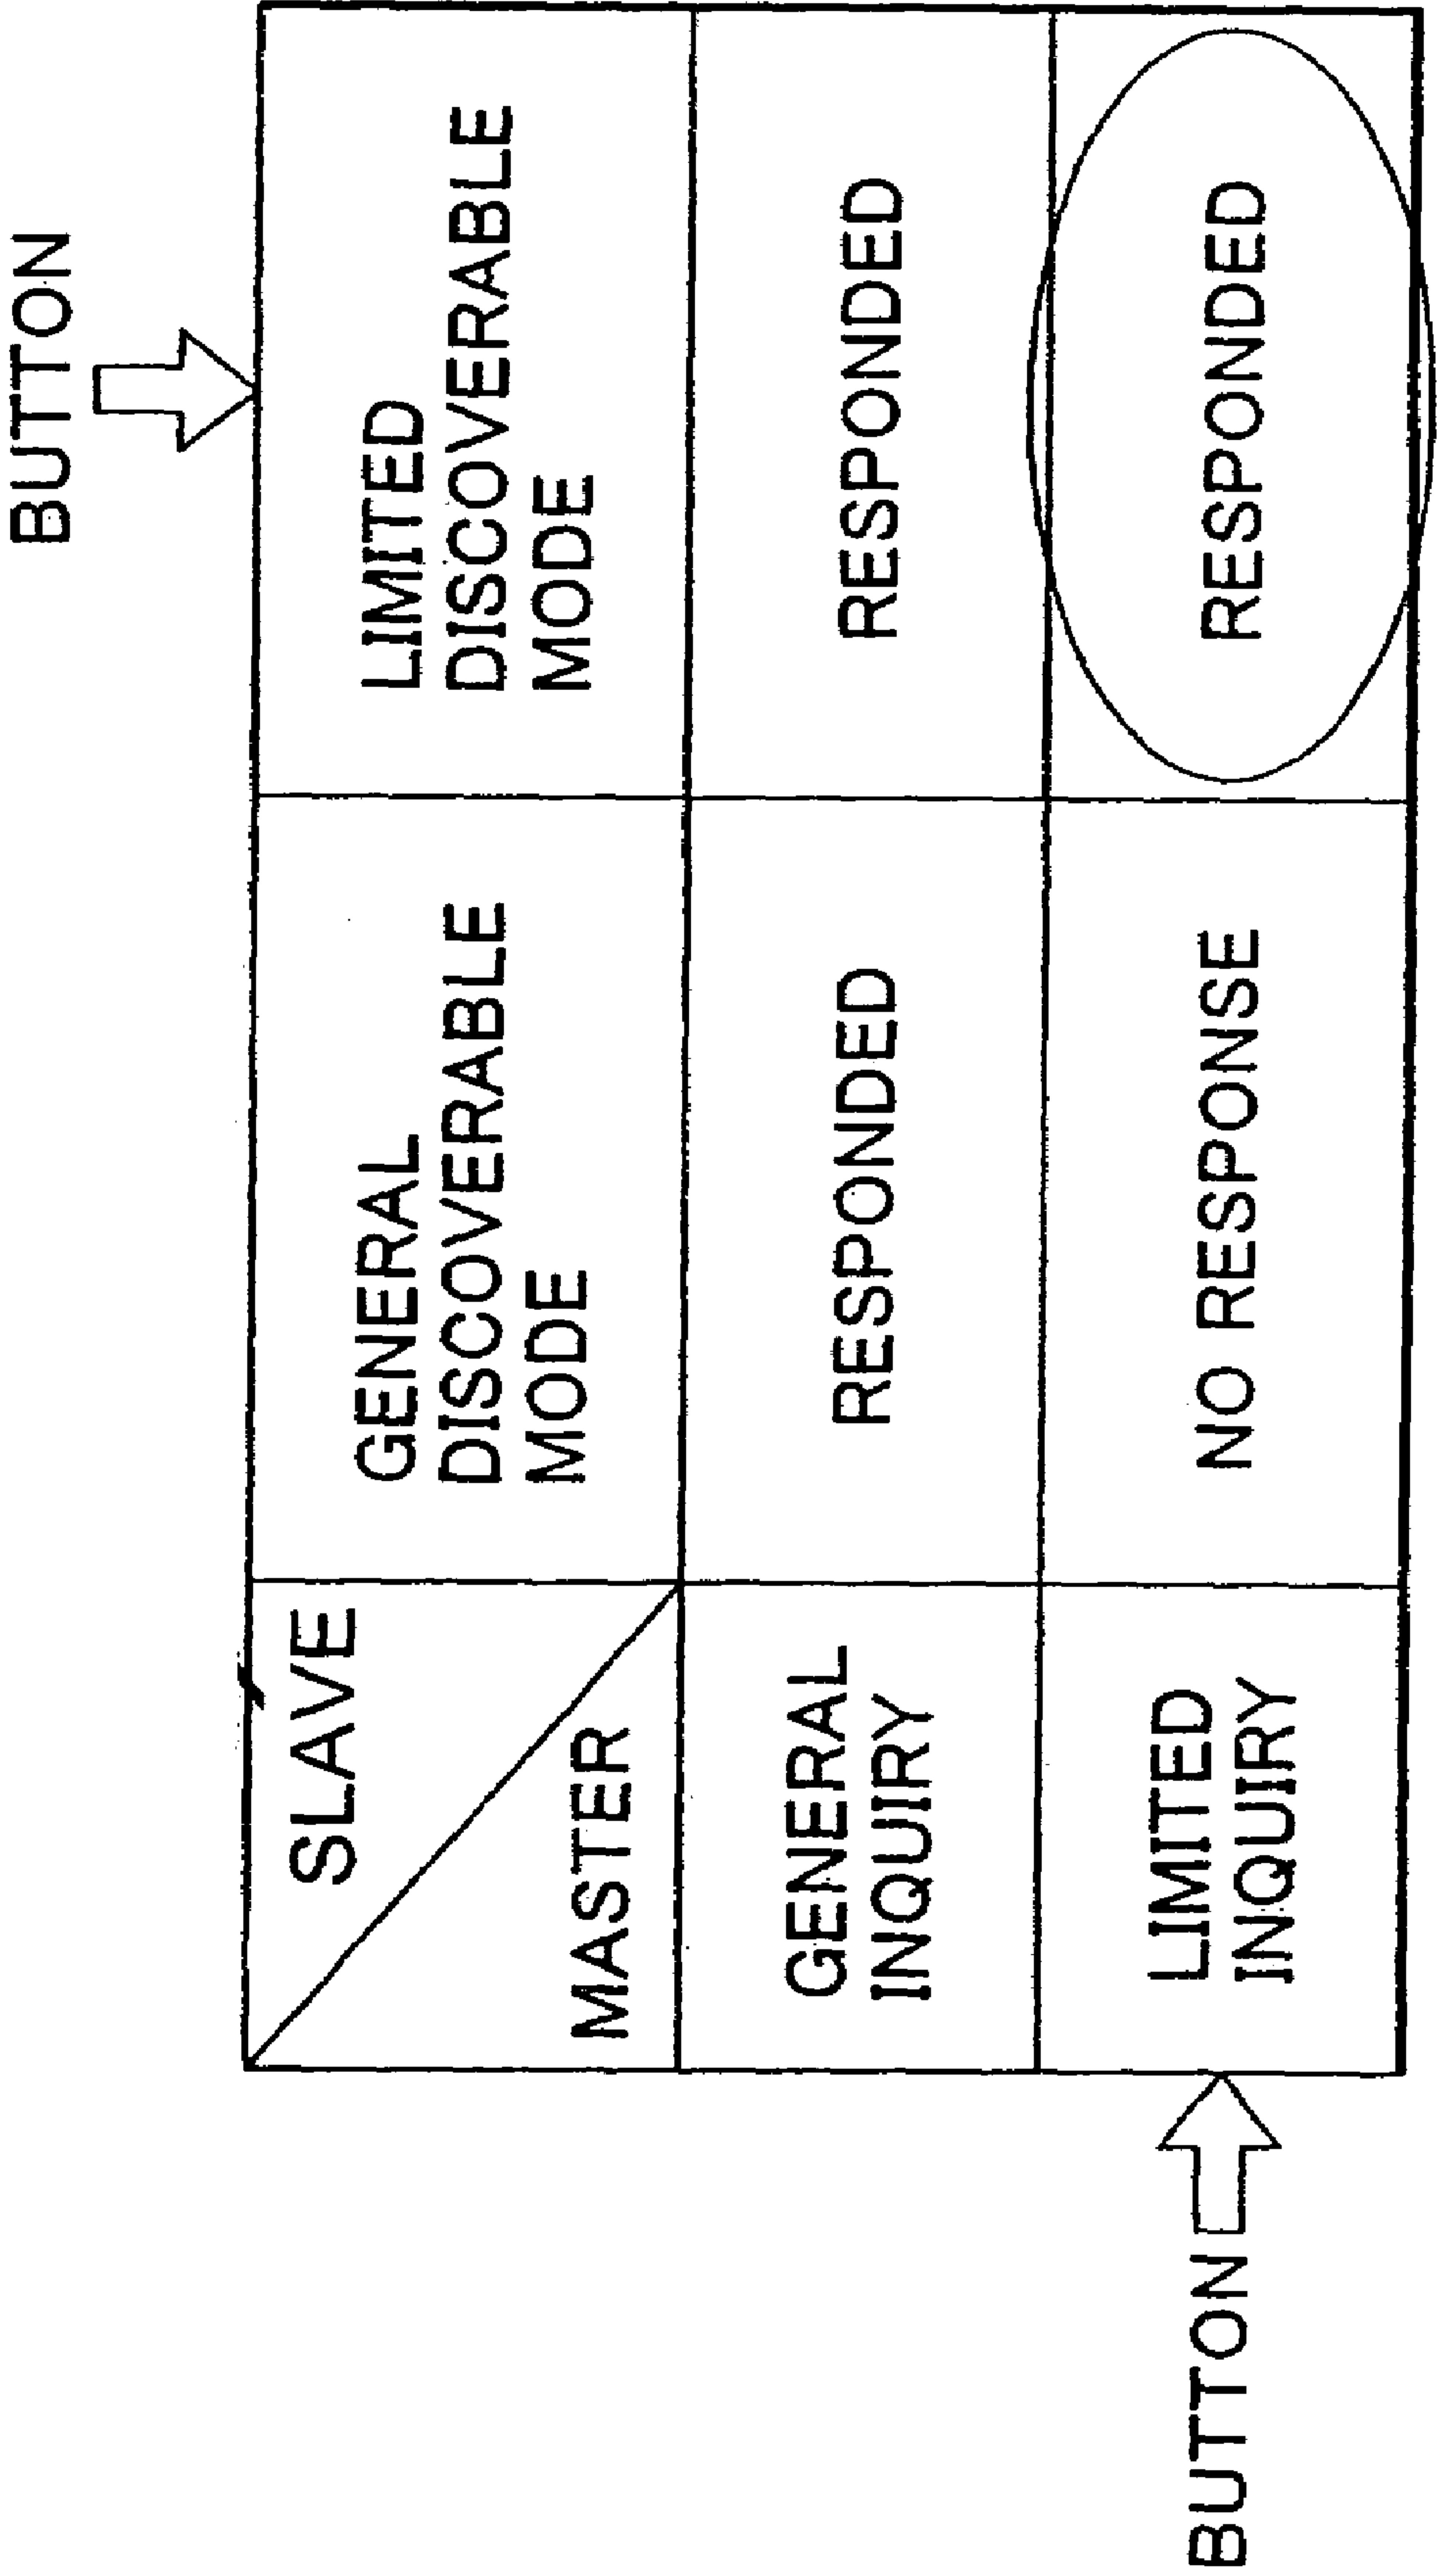 BUTTON
SLAVE
MASTER
GENERAL
DISCOVERABLE
MODE
LIMITED
DISCOVERABLE
MODE
GENERAL
INQUIRY
RESPONDED
RESPONDED
BUTTON
LIMITED
INQUIRY
NO RESPONSE
RESPONDED